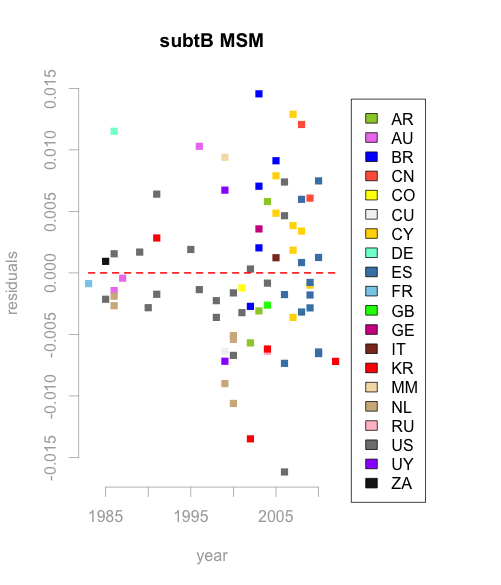 subtB MSM
residuals
0.015
0.010
0.005
0.000
-0.005
-0.010
-0.015
1985 1995 2005
year
AR
AU
BR
CN
CO
CU
CY
DE
ES
FR
GB
GE
IT
KR
MM
NL
RU
US
UY
ZA